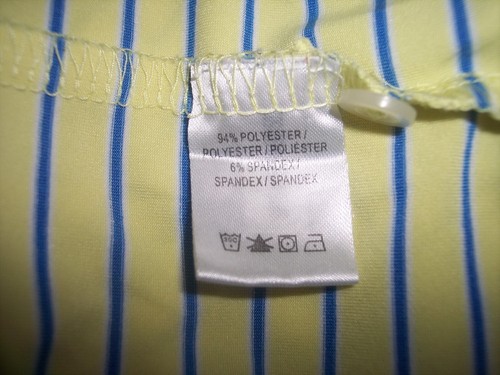 94% POLYESTER /
POLYESTER / POLIÉSTER
6% SPANDEX /
SPANDEX / SPANDEX